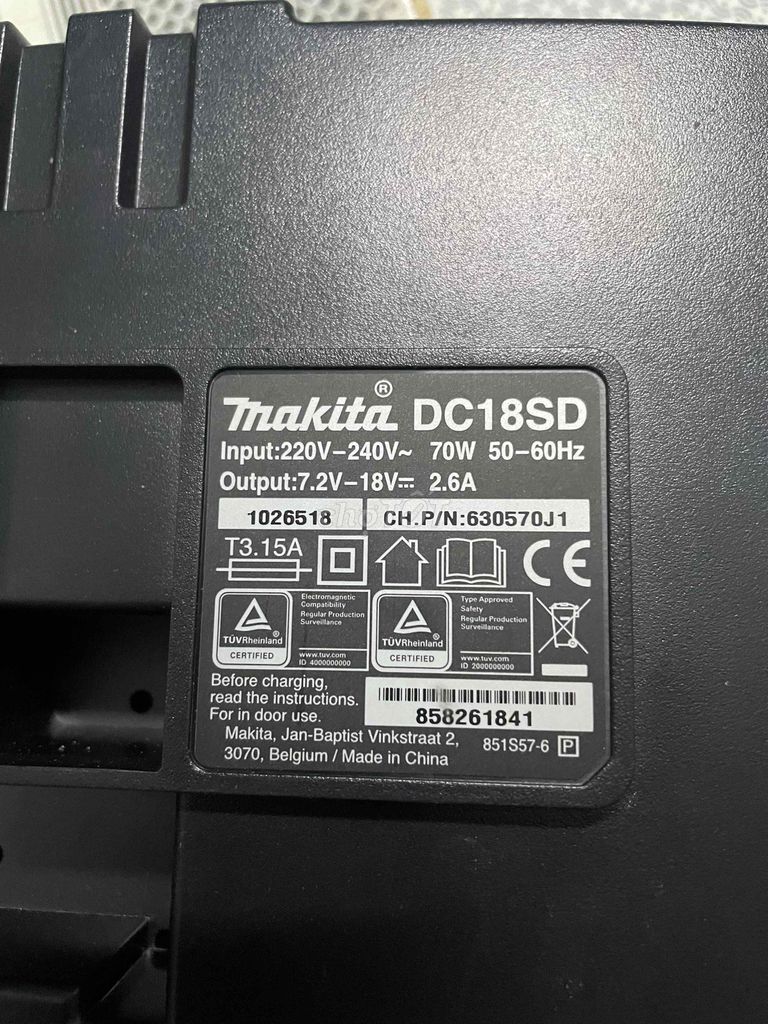 makita® DC18SD
Input:220V–240V~ 70W 50–60Hz
Output:7.2V–18V⎓ 2.6A
1026518 CH.P/N:630570J1
T3.15A
CE
TÜVRheinland®
CERTIFIED
Electromagnetic
Compatibility
Regular Production
Surveillance
www.tuv.com
ID 4000000000
TÜVRheinland
CERTIFIED
Type Approved
Safety
Regular Production
Surveillance
www.tuv.com
ID 2000000000
Before charging,
read the instructions.
For in door use.
858261841
Makita, Jan-Baptist Vinkstraat 2,
3070, Belgium / Made in China
851S57-6 P